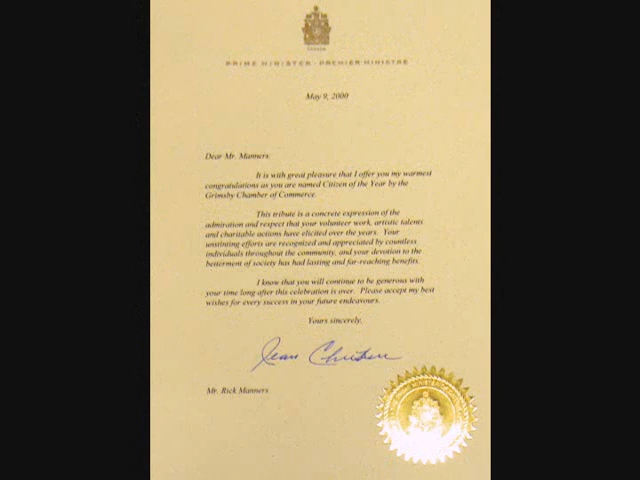 CANADA
PRIME MINISTER · PREMIER MINISTRE
May 9, 2000
Dear Mr. Manners:
It is with great pleasure that I offer you my warmest
congratulations as you are named Citizen of the Year by the
Grimsby Chamber of Commerce.
This tribute is a concrete expression of the
admiration and respect that your volunteer work, artistic talents
and charitable actions have elicited over the years. Your
unstinting efforts are recognized and appreciated by countless
individuals throughout the community, and your devotion to the
betterment of society has had lasting and far-reaching benefits.
I know that you will continue to be generous with
your time long after this celebration is over. Please accept my best
wishes for every success in your future endeavours.
Yours sincerely,
Jean Chrétien
Mr. Rick Manners